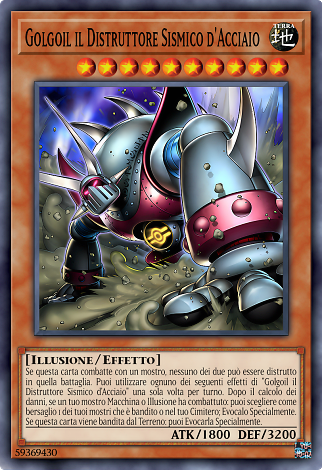 Golgoil il Distruttore Sismico d'Acciaio
TERRA
地
[Illusione/Effetto]
Se questa carta combatte con un mostro, nessuno dei due può essere distrutto
in quella battaglia. Puoi utilizzare ognuno dei seguenti effetti di "Golgoil il
Distruttore Sismico d'Acciaio" una sola volta per turno. Dopo il calcolo dei
danni, se un tuo mostro Macchina o Illusione ha combattuto: puoi scegliere come
bersaglio 1 dei tuoi mostri che è bandito o nel tuo Cimitero; Evocalo Specialmente.
Se questa carta viene bandita dal Terreno: puoi Evocarla Specialmente.
ATK/1800 DEF/3200
59369430